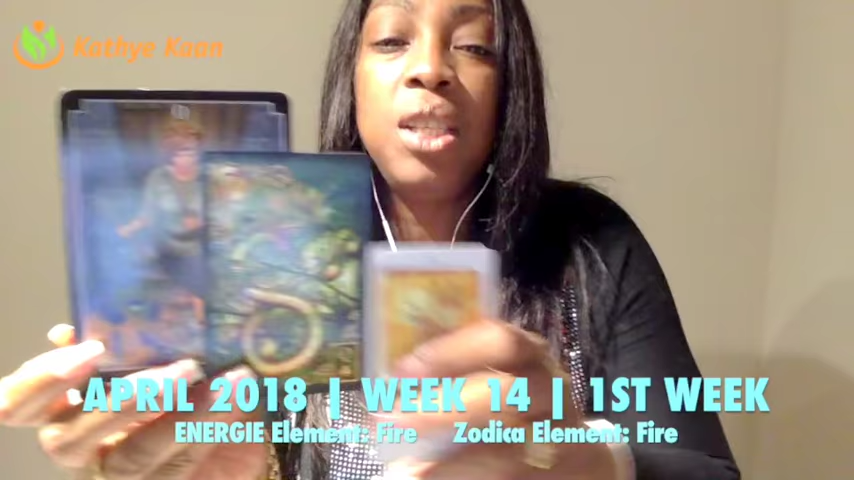 Kathye Kaan
APRIL 2018 | WEEK 14 | 1ST WEEK
ENERGIE Element: Fire Zodica Element: Fire